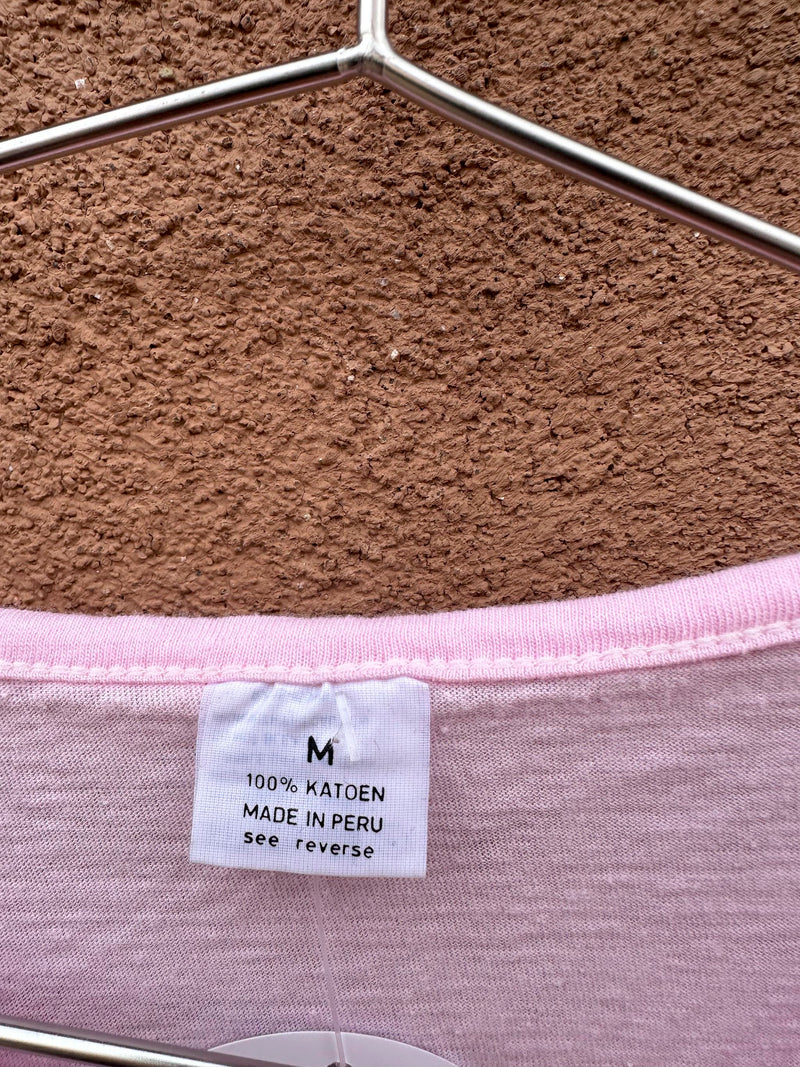 M
100% KATOEN
MADE IN PERU
see reverse